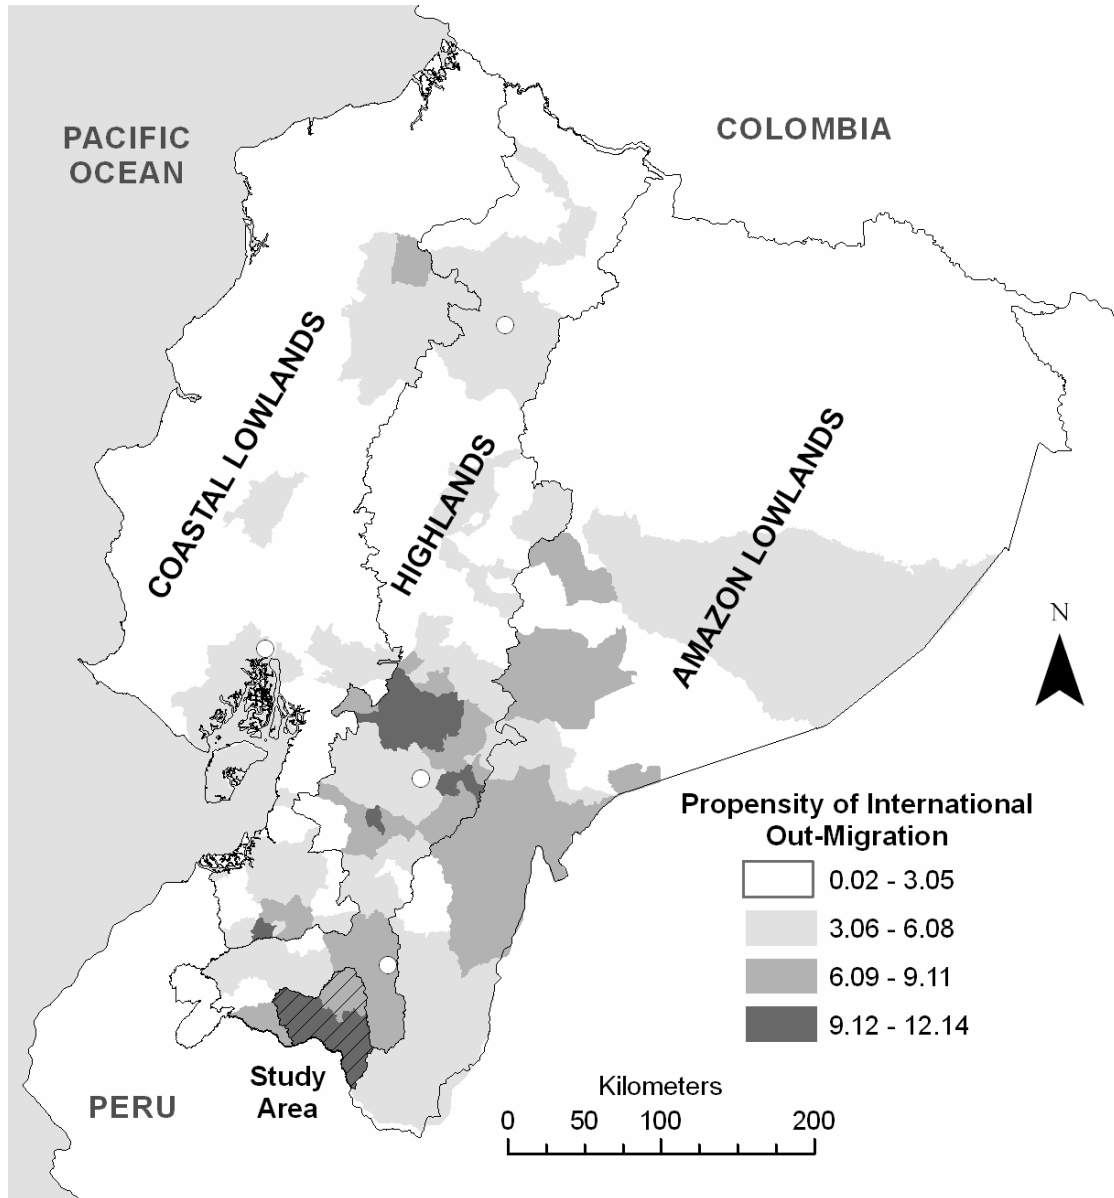 PACIFIC
OCEAN
COLOMBIA
COASTAL LOWLANDS
HIGHLANDS
AMAZON LOWLANDS
N
Propensity of International
Out-Migration
0.02 - 3.05
3.06 - 6.08
6.09 - 9.11
9.12 - 12.14
Study
Area
PERU
Kilometers
0 50 100 200